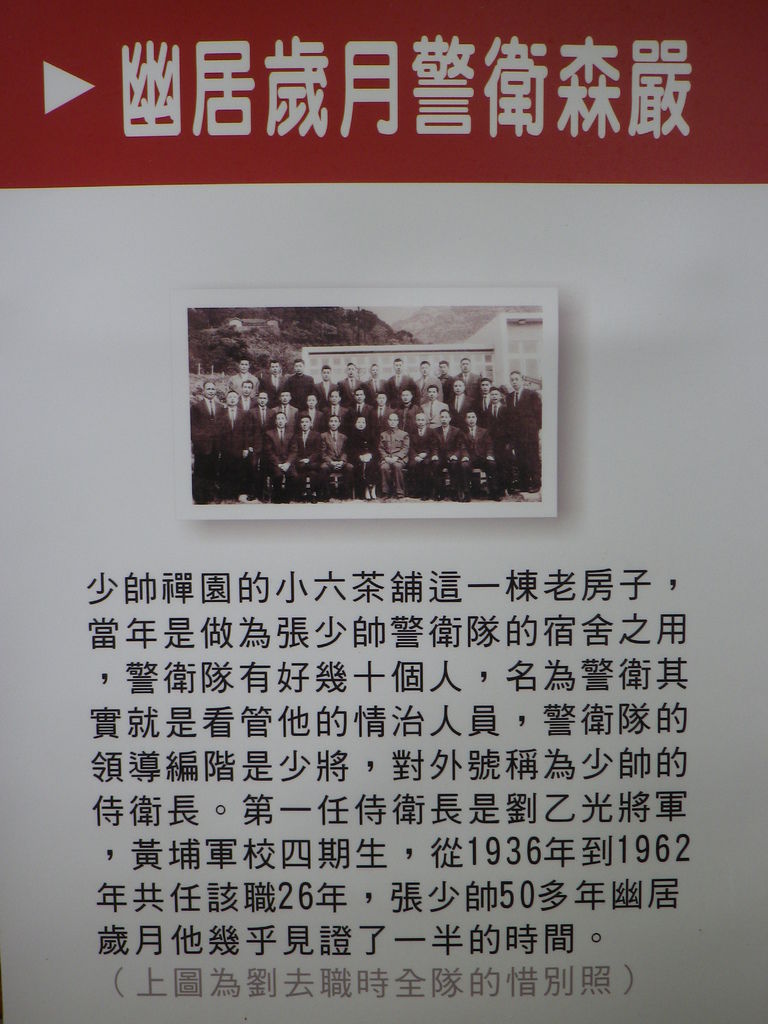 幽居歲月警衛森嚴
少帥禪園的小六茶舖這一棟老房子，
當年是做為張少帥警衛隊的宿舍之用
，警衛隊有好幾十個人，名為警衛其
實就是看管他的情治人員，警衛隊的
領導編階是少將，對外號稱為少帥的
侍衛長。第一任侍衛長是劉乙光將軍
，黃埔軍校四期生，從1936年到1962
年共任該職26年，張少帥50多年幽居
歲月他幾乎見證了一半的時間。
（上圖為劉去職時全隊的惜別照）